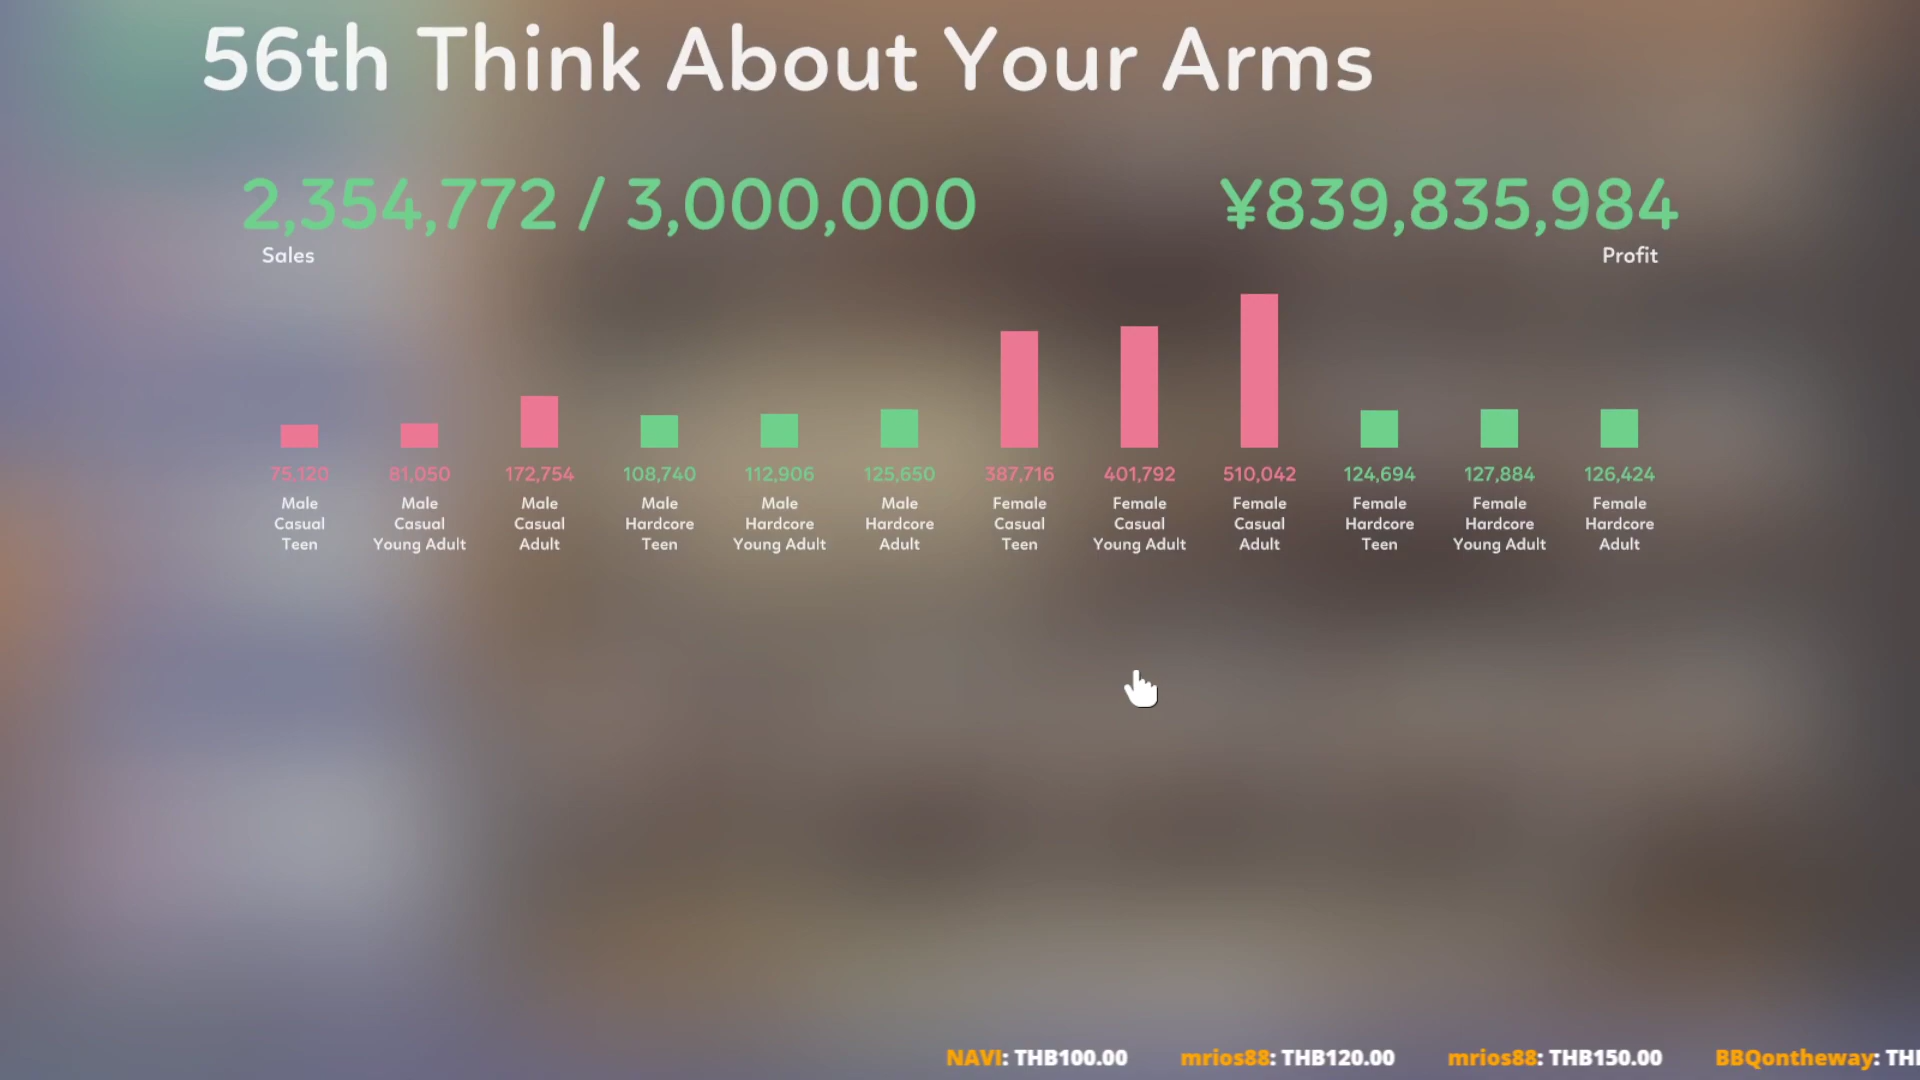 56th Think About Your Arms
2,354,772 / 3,000,000
¥839,835,984
Sales
Profit
75,120
81,050
172,754
108,740
112,906
125,650
387,716
401,792
510,042
124,694
127,884
126,424
Male
Casual
Teen
Male
Casual
Young Adult
Male
Casual
Adult
Male
Hardcore
Teen
Male
Hardcore
Young Adult
Male
Hardcore
Adult
Female
Casual
Teen
Female
Casual
Young Adult
Female
Casual
Adult
Female
Hardcore
Teen
Female
Hardcore
Young Adult
Female
Hardcore
Adult
NAVI: THB100.00 mrios88: THB120.00 mrios88: THB150.00 BBQontheway: